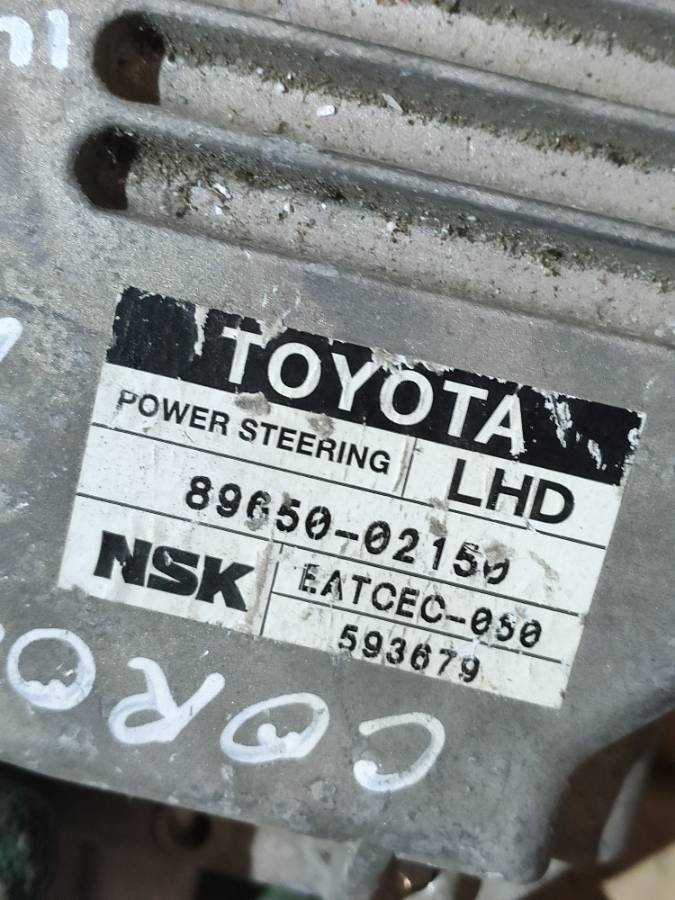 TOYOTA
POWER STEERING LHD
89650-02150
NSK EATCEC-050
593679